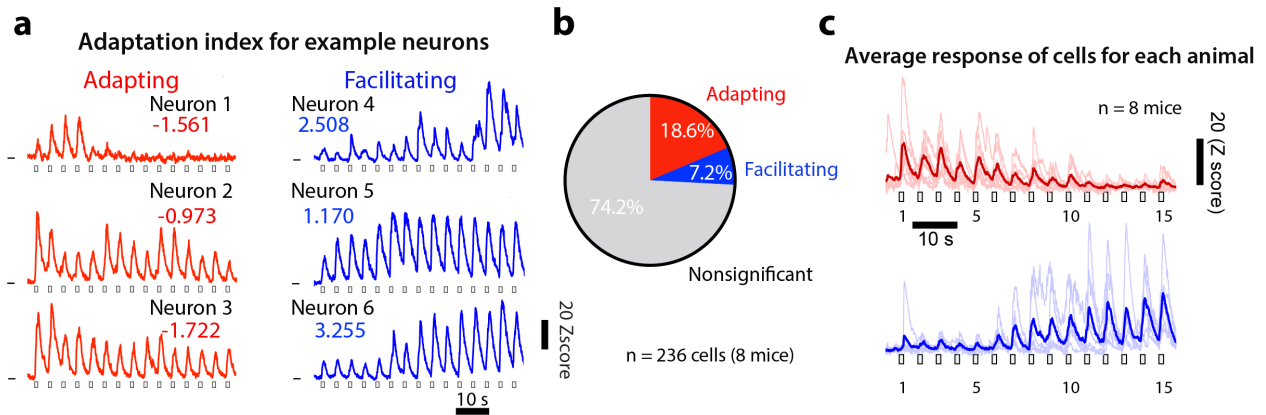 a
Adaptation index for example neurons
Adapting
Facilitating
Neuron 1
-1.561
Neuron 4
2.508
Neuron 2
-0.973
Neuron 5
1.170
Neuron 3
-1.722
Neuron 6
3.255
20 Zscore
10 s
b
Adapting
18.6%
7.2%
Facilitating
74.2%
Nonsignificant
n = 236 cells (8 mice)
c
Average response of cells for each animal
n = 8 mice
20 (Z score)
1 5 10 15
10 s
1 5 10 15